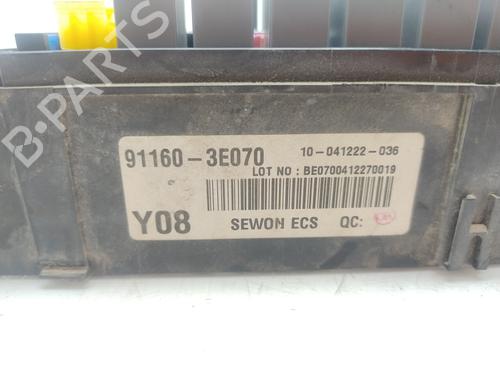 91160-3E070
10-041222-036
LOT NO : BE0700412270019
Y08
SEWON ECS
QC:
B-PARTS